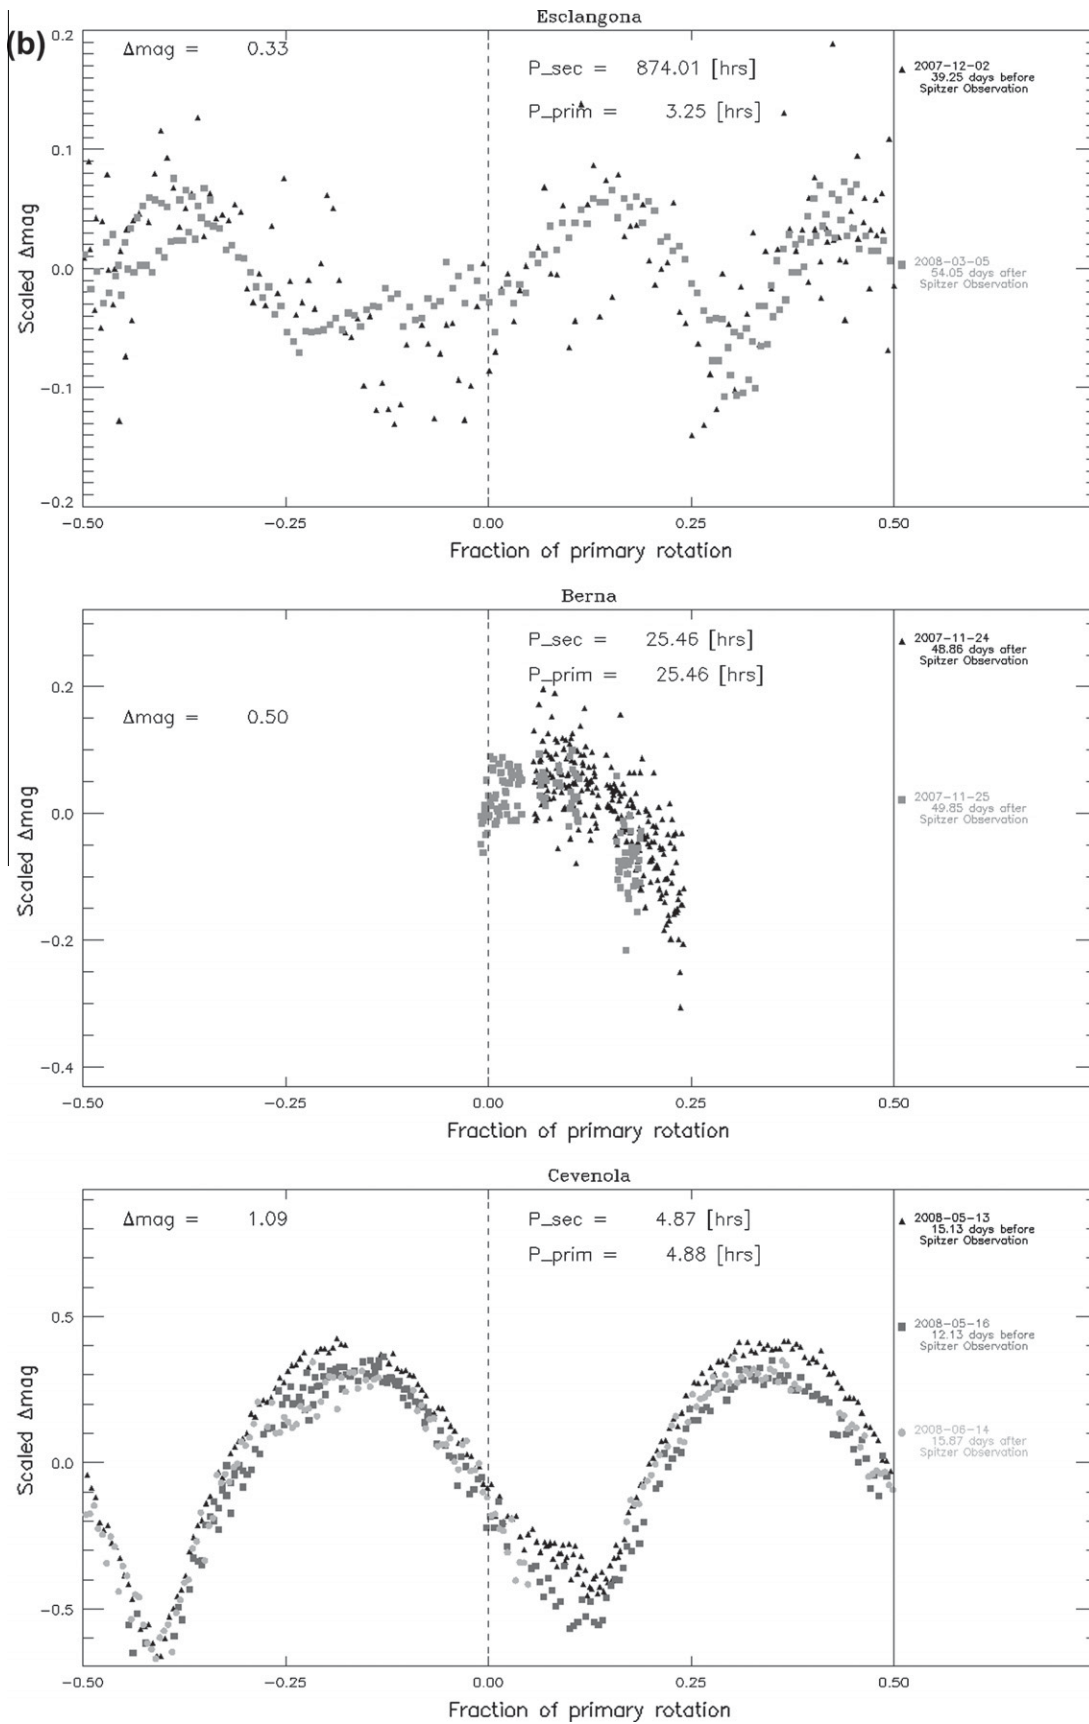 (b)
Esclangona
Δmag = 0.33
P_sec = 874.01 [hrs]
P_prim = 3.25 [hrs]
2007-12-02
39.25 days before
Spitzer Observation
2008-03-05
54.05 days after
Spitzer Observation
Scaled Δmag
0.2
0.1
0.0
-0.1
-0.2
-0.50
-0.25
0.00
0.25
0.50
Fraction of primary rotation
Berna
Δmag = 0.50
P_sec = 25.46 [hrs]
P_prim = 25.46 [hrs]
2007-11-24
48.86 days after
Spitzer Observation
2007-11-25
49.85 days after
Spitzer Observation
Scaled Δmag
0.2
0.0
-0.2
-0.4
-0.50
-0.25
0.00
0.25
0.50
Fraction of primary rotation
Cevenola
Δmag = 1.09
P_sec = 4.87 [hrs]
P_prim = 4.88 [hrs]
2008-05-13
15.13 days before
Spitzer Observation
2008-05-16
12.13 days before
Spitzer Observation
2008-06-14
15.87 days after
Spitzer Observation
Scaled Δmag
0.5
0.0
-0.5
-0.50
-0.25
0.00
0.25
0.50
Fraction of primary rotation